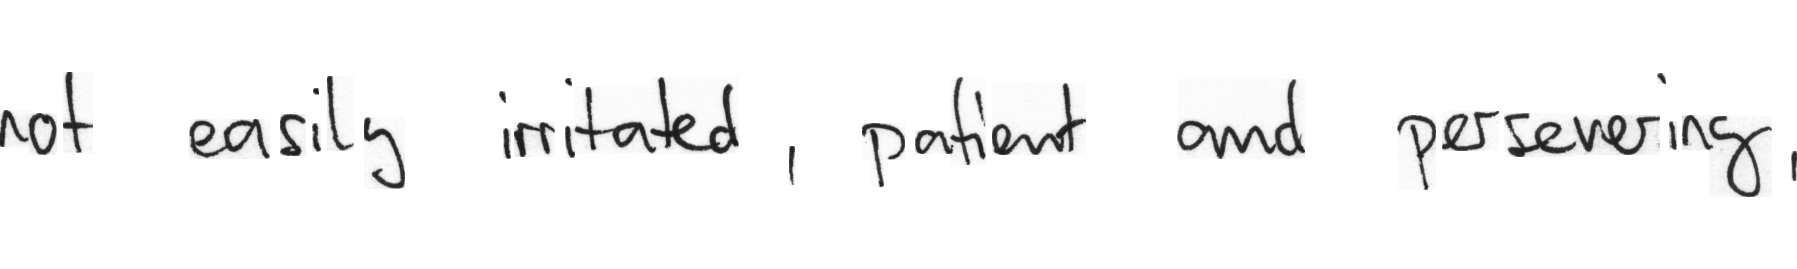 not easily irritated, patient and persevering,